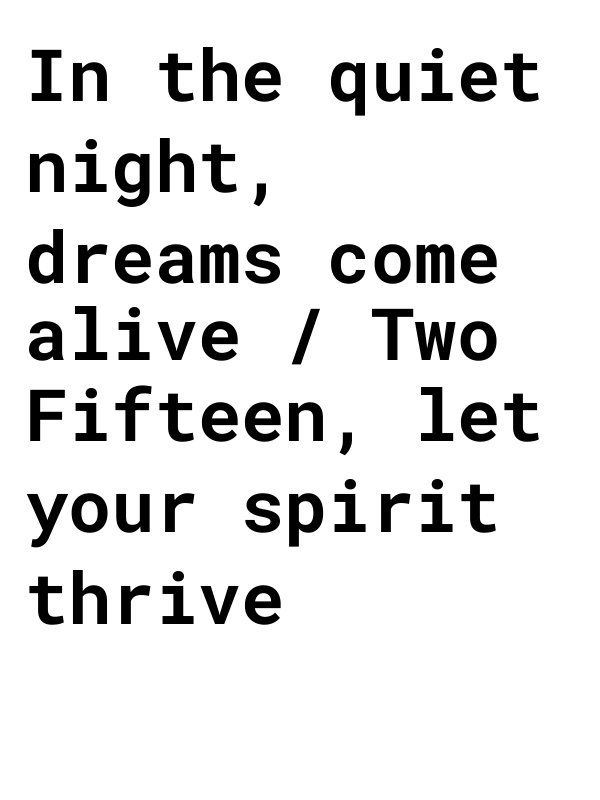 In the quiet
night,
dreams come
alive / Two
Fifteen, let
your spirit
thrive